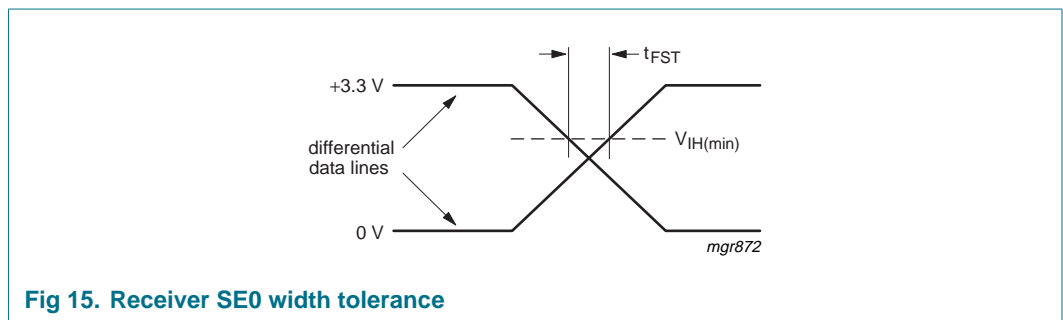 tFST
+3.3 V
differential
data lines
VIH(min)
0 V
mgr872
Fig 15. Receiver SE0 width tolerance